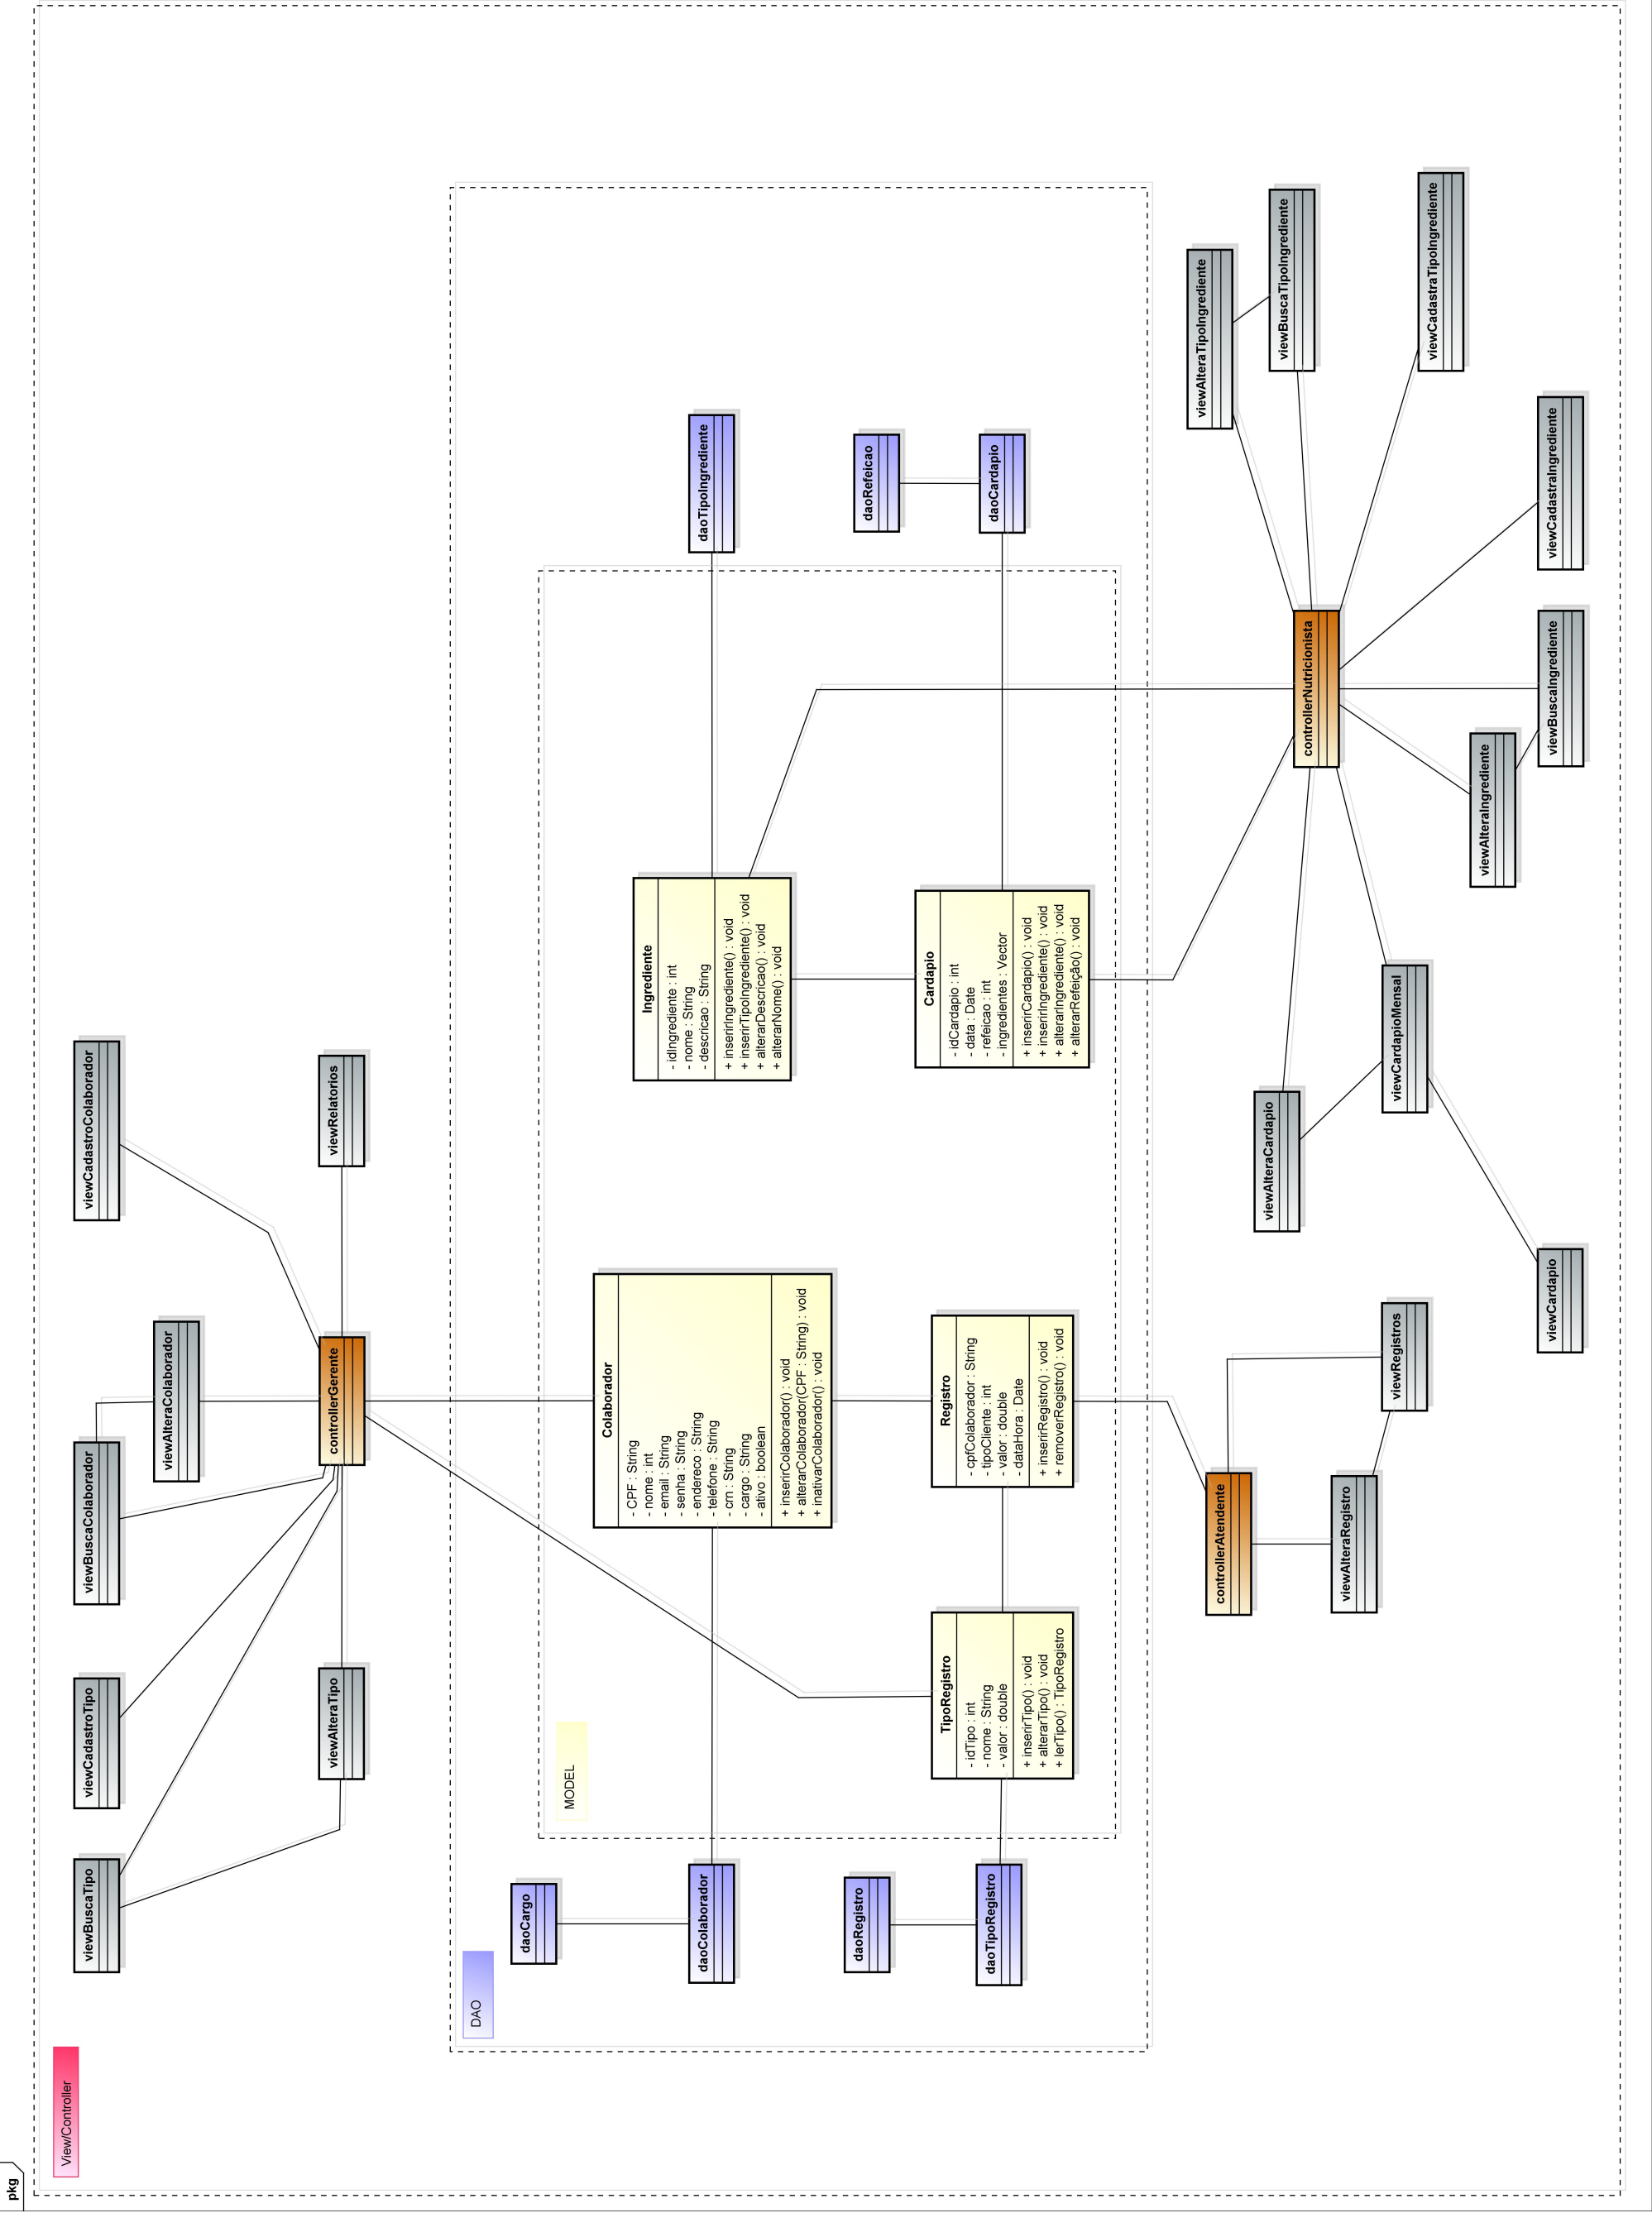 pkg
View/Controller
viewBuscaTipo
viewCadastroTipo
viewBuscaColaborador
viewAlteraColaborador
viewCadastroColaborador
viewAlteraTipo
controllerGerente
viewRelatorios
DAO
daoCargo
daoColaborador
daoRegistro
daoTipoRegistro
MODEL
Colaborador
- CPF : String
- nome : int
- email : String
- senha : String
- endereco : String
- telefone : String
- crn : String
- cargo : String
- ativo : boolean
+ inserirColaborador() : void
+ alterarColaborador(CPF : String) : void
+ inativarColaborador() : void
Ingrediente
- idIngrediente : int
- nome : String
- descricao : String
+ inserirIngrediente() : void
+ inserirTipoIngrediente() : void
+ alterarDescricao() : void
+ alterarNome() : void
daoTipoIngrediente
daoRefeicao
daoCardapio
TipoRegistro
- idTipo : int
- nome : String
- valor : double
+ inserirTipo() : void
+ alterarTipo() : void
+ lerTipo() : TipoRegistro
Registro
- cpfColaborador : String
- tipoCliente : int
- valor : double
- dataHora : Date
+ inserirRegistro() : void
+ removerRegistro() : void
Cardapio
- idCardapio : int
- data : Date
- refeicao : int
- ingredientes : Vector
+ inserirCardapio() : void
+ inserirIngrediente() : void
+ alterarIngrediente() : void
+ alterarRefeição() : void
controllerAtendente
viewAlteraRegistro
viewRegistros
viewAlteraCardapio
viewCardapioMensal
viewCardapio
controllerNutricionista
viewAlteraTipoIngrediente
viewBuscaTipoIngrediente
viewCadastraTipoIngrediente
viewAlteraIngrediente
viewBuscaIngrediente
viewCadastraIngrediente